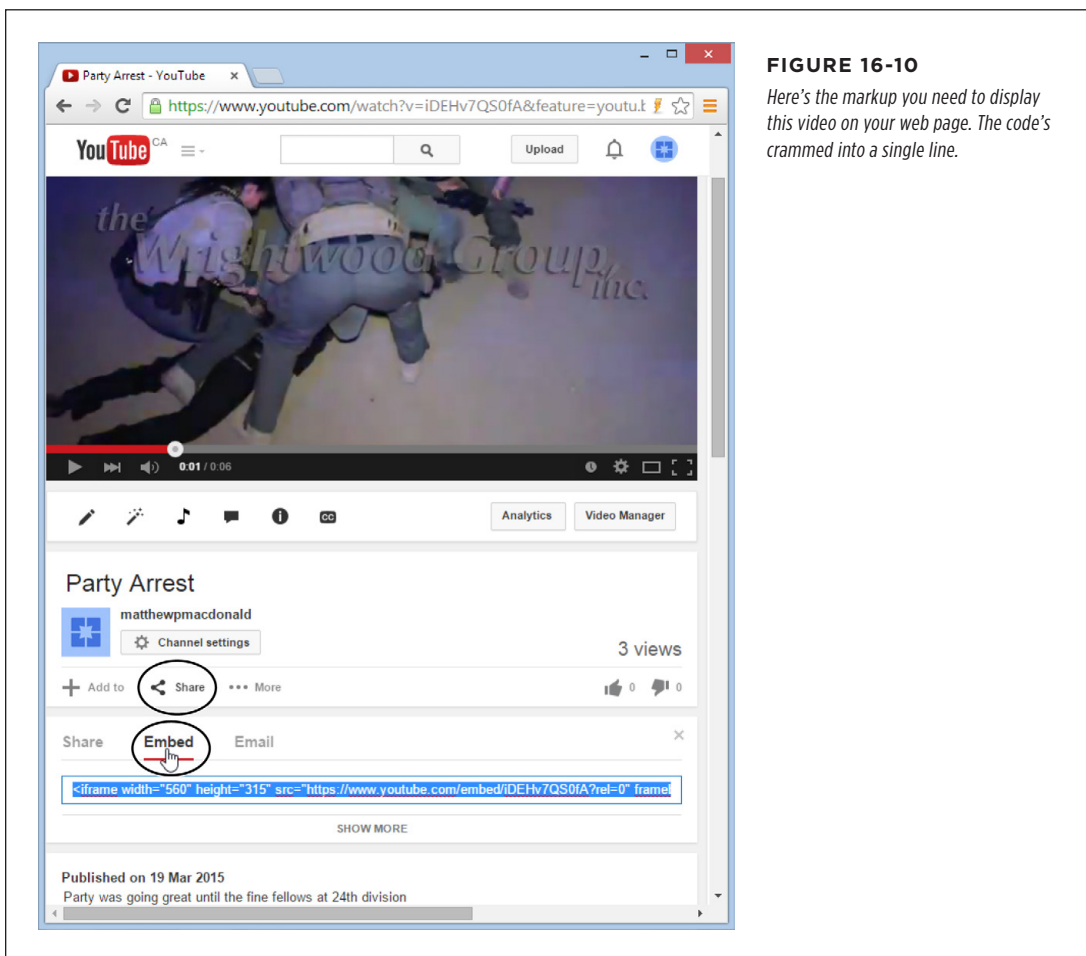 Party Arrest - YouTube
https://www.youtube.com/watch?v=iDEHv7QS0fA&feature=youtu.b
YouTube CA
Upload
the
Wrightwood Group,
inc.
0:01 / 0:06
CC
Analytics
Video Manager
Party Arrest
matthewpmacdonald
Channel settings
3 views
Add to
Share
More
0
0
Share
Embed
Email
<iframe width="560" height="315" src="https://www.youtube.com/embed/iDEHv7QS0fA?rel=0" frameb
SHOW MORE
Published on 19 Mar 2015
Party was going great until the fine fellows at 24th division
FIGURE 16-10
Here's the markup you need to display
this video on your web page. The code's
crammed into a single line.